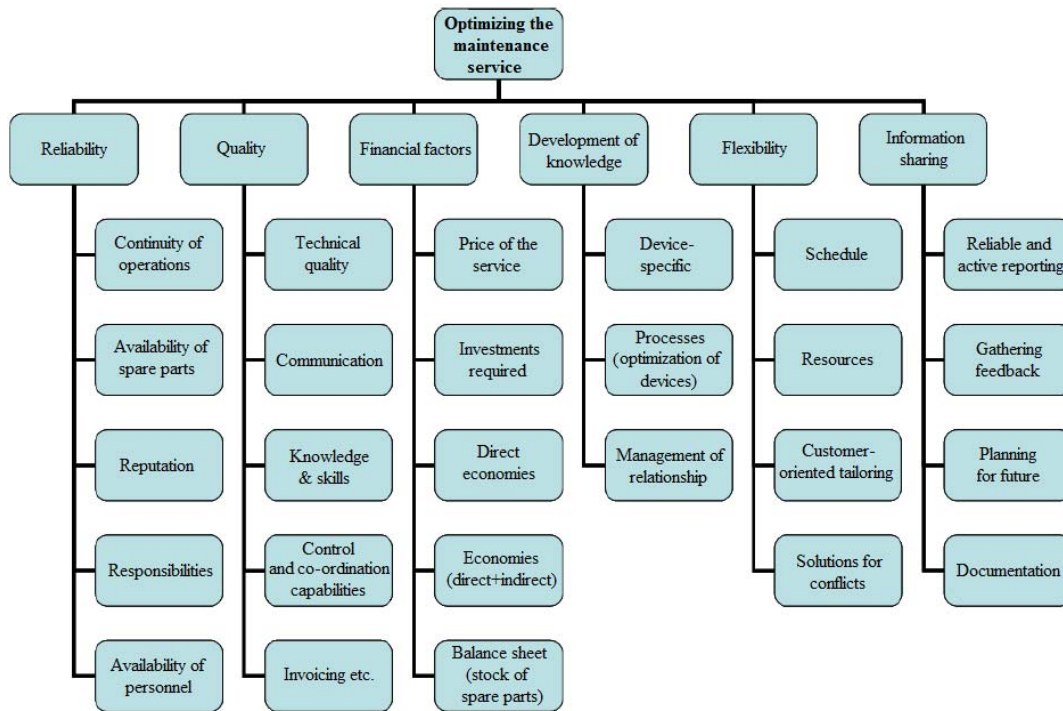 Optimizing the
maintenance
service
Reliability
Quality
Financial factors
Development of
knowledge
Flexibility
Information
sharing
Continuity of
operations
Technical
quality
Price of the
service
Device-
specific
Schedule
Reliable and
active reporting
Availability of
spare parts
Communication
Investments
required
Processes
(optimization of
devices)
Resources
Gathering
feedback
Reputation
Knowledge
& skills
Direct
economies
Management of
relationship
Customer-
oriented tailoring
Planning
for future
Responsibilities
Control
and co-ordination
capabilities
Economies
(direct+indirect)
Solutions for
conflicts
Documentation
Availability of
personnel
Invoicing etc.
Balance sheet
(stock of
spare parts)